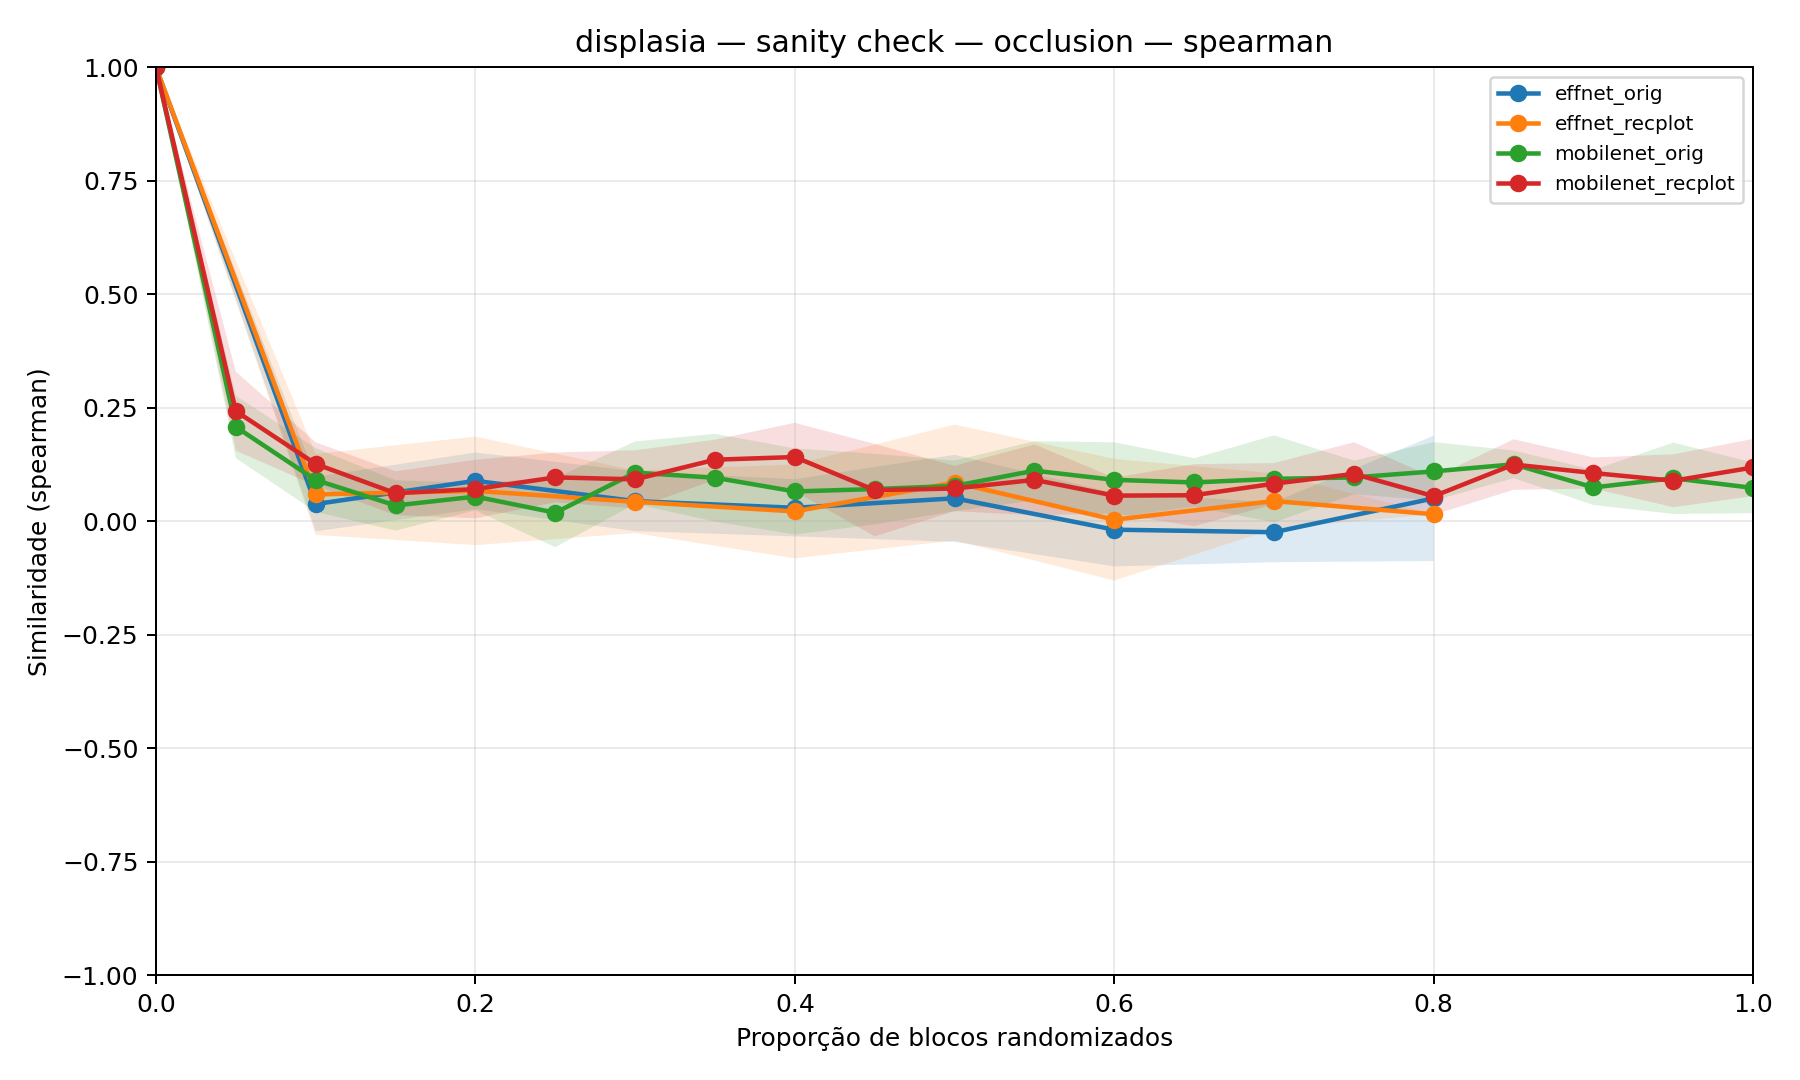 displasia — sanity check — occlusion — spearman
1.00
0.75
0.50
0.25
0.00
−0.25
−0.50
−0.75
−1.00
Similaridade (spearman)
effnet_orig
effnet_recplot
mobilenet_orig
mobilenet_recplot
0.0 0.2 0.4 0.6 0.8 1.0
Proporção de blocos randomizados